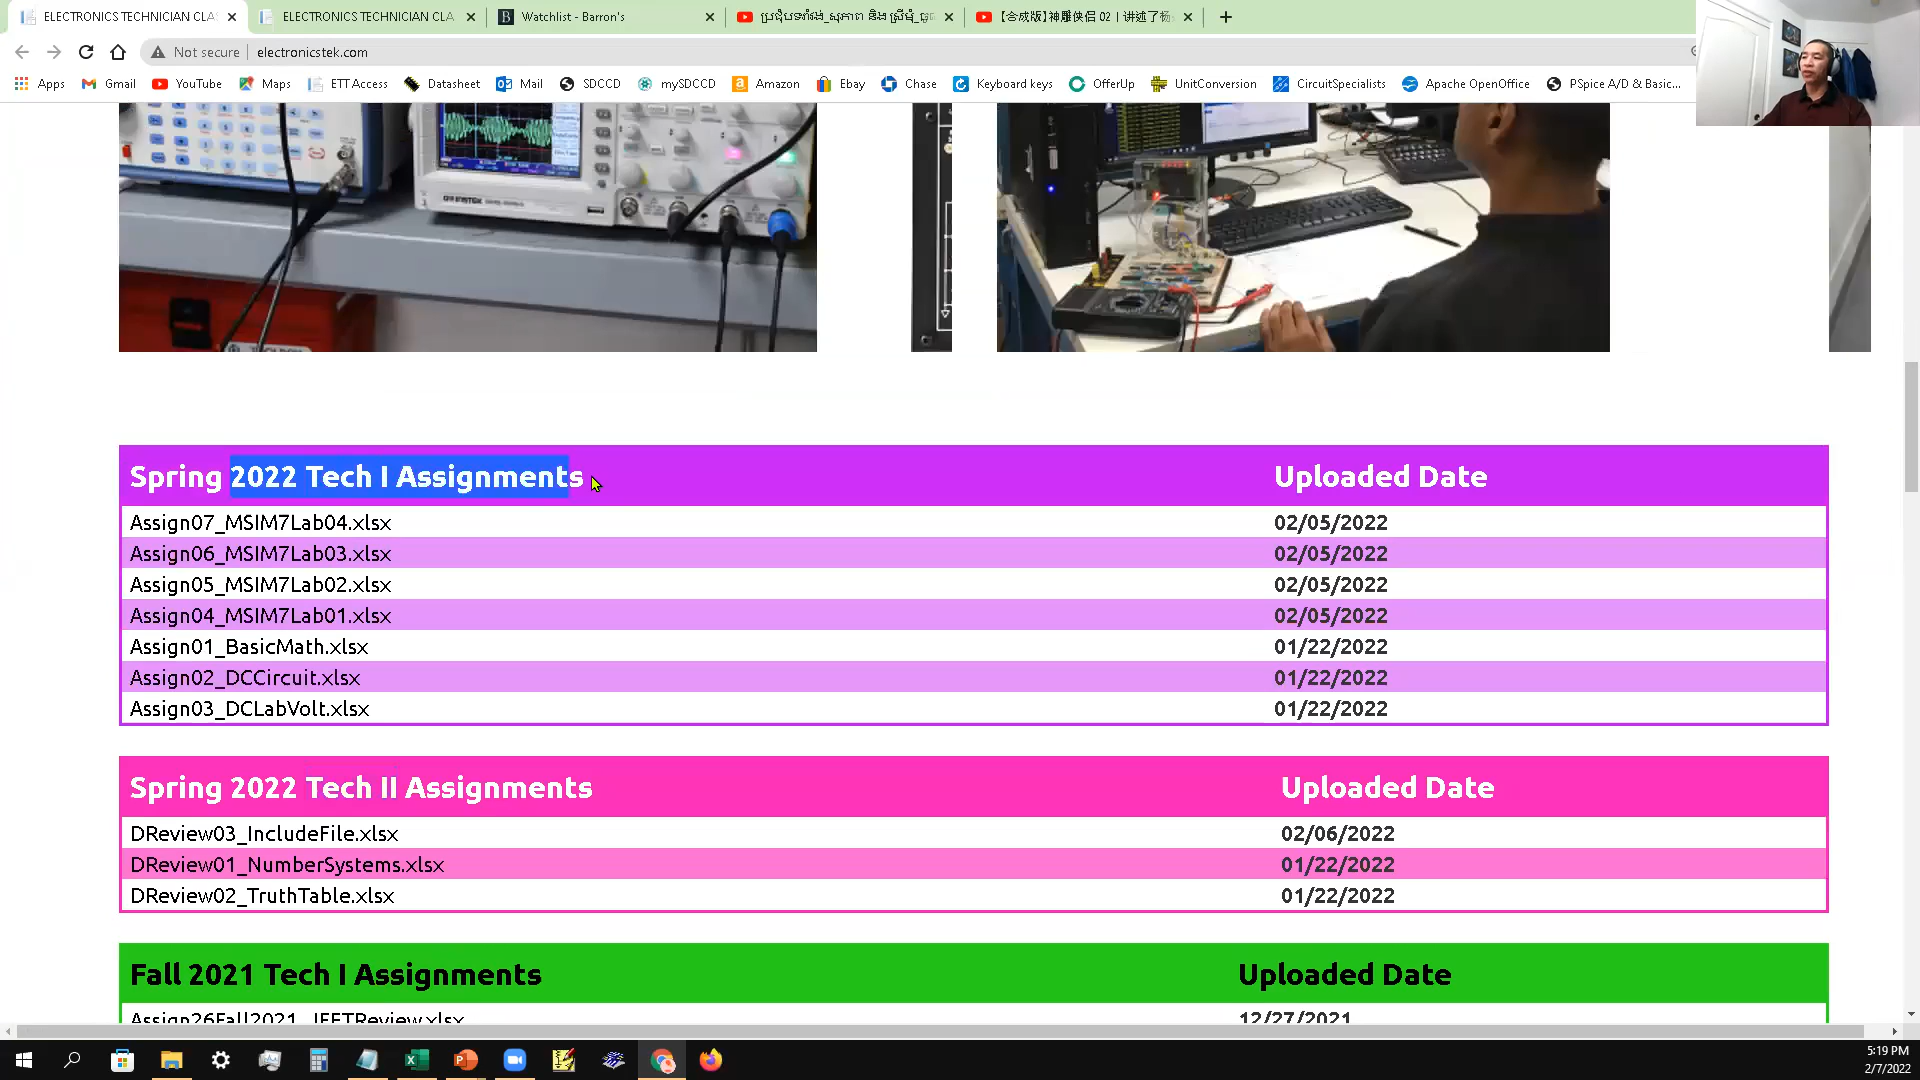 ELECTRONICS TECHNICIAN CLA
ELECTRONICS TECHNICIAN CLA
Watchlist - Barron's
Not secure
electronicstek.com
Apps
Gmail
YouTube
Maps
ETT Access
Datasheet
Mail
SDCCD
mySDCCD
Amazon
Ebay
Chase
Keyboard keys
OfferUp
UnitConversion
CircuitSpecialists
Apache OpenOffice
PSpice A/D & Basic...
GW INSTEK
Spring 2022 Tech I Assignments Uploaded Date
Assign07_MSIM7Lab04.xlsx 02/05/2022
Assign06_MSIM7Lab03.xlsx 02/05/2022
Assign05_MSIM7Lab02.xlsx 02/05/2022
Assign04_MSIM7Lab01.xlsx 02/05/2022
Assign01_BasicMath.xlsx 01/22/2022
Assign02_DCCircuit.xlsx 01/22/2022
Assign03_DCLabVolt.xlsx 01/22/2022
Spring 2022 Tech II Assignments Uploaded Date
DReview03_IncludeFile.xlsx 02/06/2022
DReview01_NumberSystems.xlsx 01/22/2022
DReview02_TruthTable.xlsx 01/22/2022
Fall 2021 Tech I Assignments Uploaded Date
Assign26Fall2021_JFETReview.xlsx 12/27/2021
5:19 PM
2/7/2022